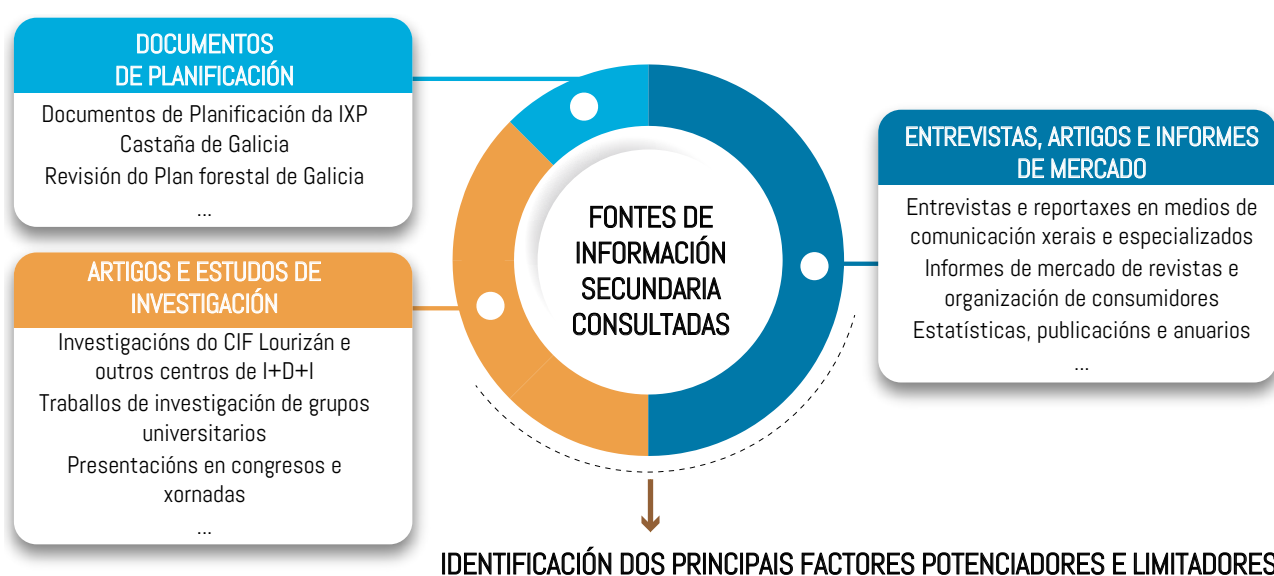 DOCUMENTOS
DE PLANIFICACIÓN
Documentos de Planificación da IXP
Castaña de Galicia
Revisión do Plan forestal de Galicia
...
ARTIGOS E ESTUDOS DE
INVESTIGACIÓN
Investigacións do CIF Lourizán e
outros centros de I+D+I
Traballos de investigación de grupos
universitarios
Presentacións en congresos e
xornadas
...
FONTES DE
INFORMACIÓN
SECUNDARIA
CONSULTADAS
ENTREVISTAS, ARTIGOS E INFORMES
DE MERCADO
Entrevistas e reportaxes en medios de
comunicación xerais e especializados
Informes de mercado de revistas e
organización de consumidores
Estatísticas, publicacións e anuarios
...
IDENTIFICACIÓN DOS PRINCIPAIS FACTORES POTENCIADORES E LIMITADORES